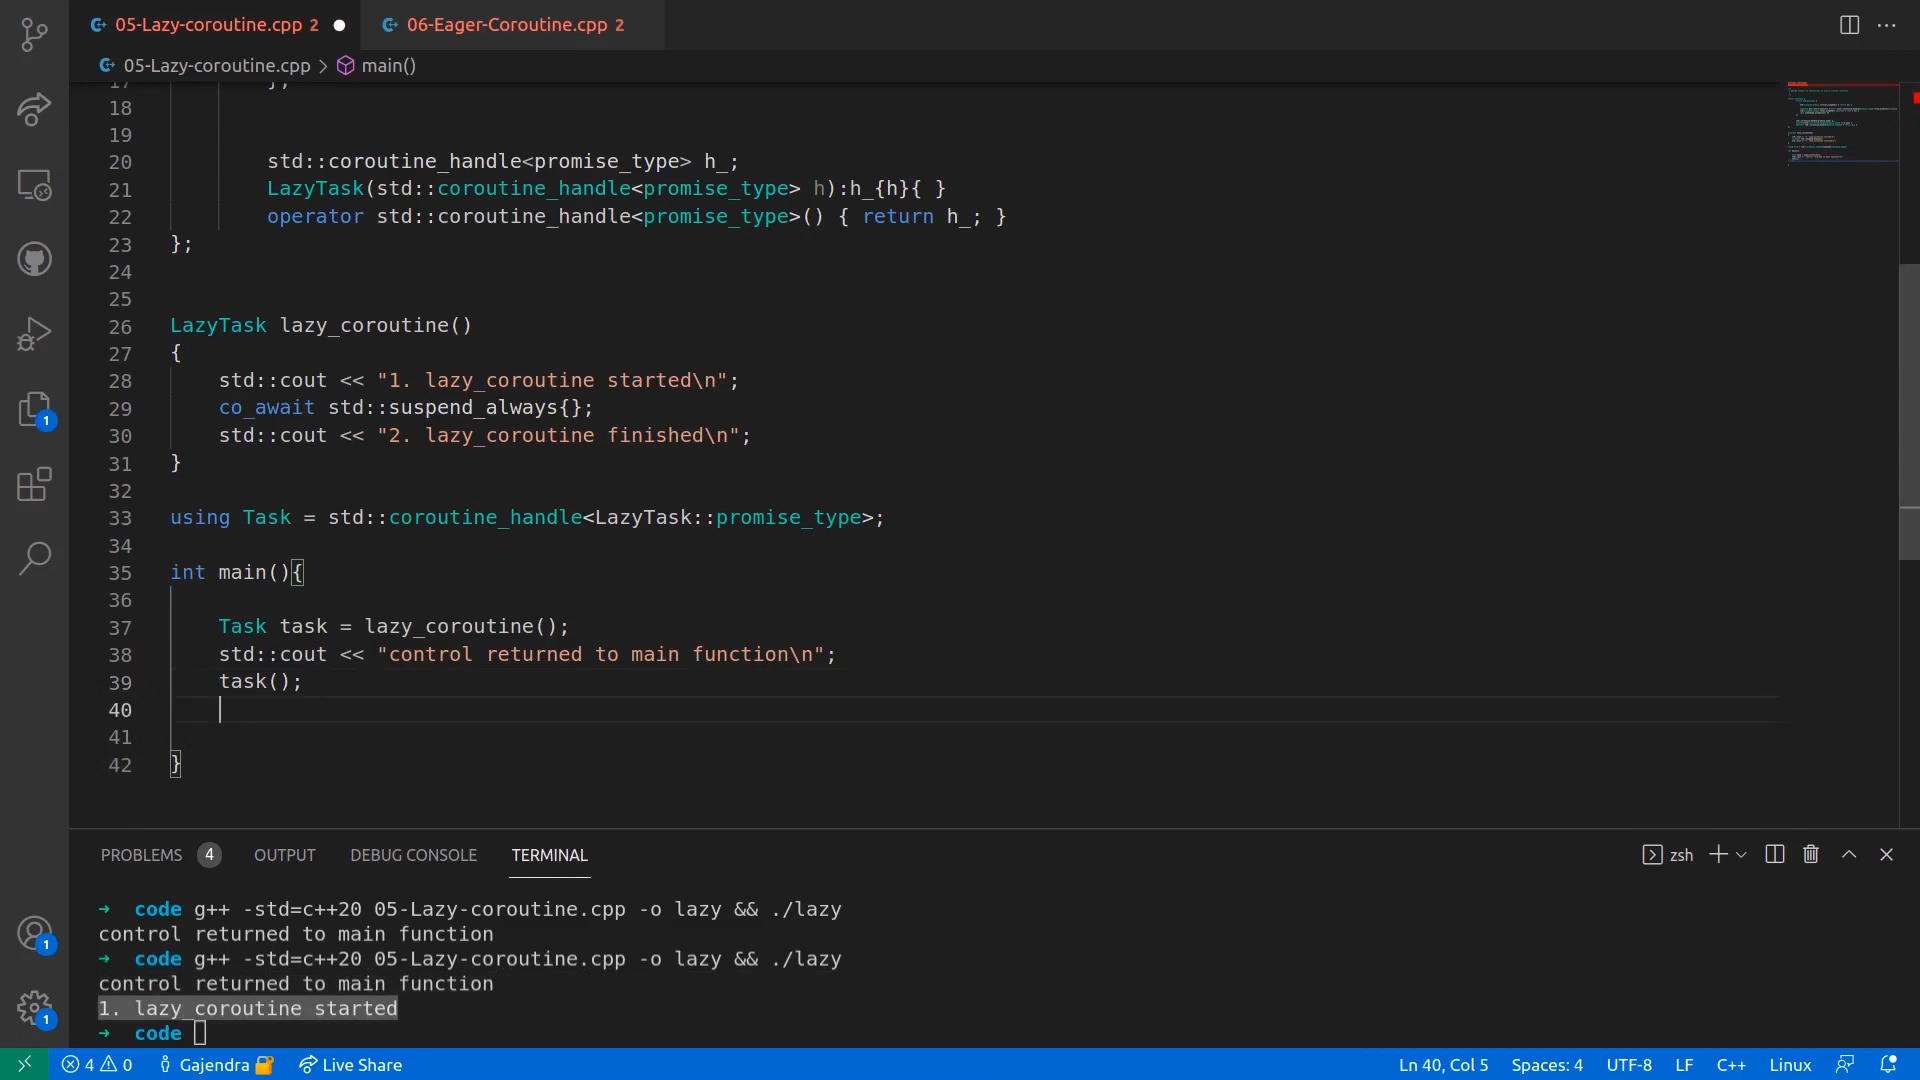 05-Lazy-coroutine.cpp 2
06-Eager-Coroutine.cpp 2
05-Lazy-coroutine.cpp > main()
17 };
18
19
20 std::coroutine_handle<promise_type> h_;
21 LazyTask(std::coroutine_handle<promise_type> h):h_{h}{ }
22 operator std::coroutine_handle<promise_type>() { return h_; }
23 };
24
25
26 LazyTask lazy_coroutine()
27 {
28 std::cout << "1. lazy_coroutine started\n";
29 co_await std::suspend_always{};
30 std::cout << "2. lazy_coroutine finished\n";
31 }
32
33 using Task = std::coroutine_handle<LazyTask::promise_type>;
34
35 int main(){
36
37 Task task = lazy_coroutine();
38 std::cout << "control returned to main function\n";
39 task();
40
41
42 }
PROBLEMS 4 OUTPUT DEBUG CONSOLE TERMINAL
zsh
➜ code g++ -std=c++20 05-Lazy-coroutine.cpp -o lazy && ./lazy
control returned to main function
➜ code g++ -std=c++20 05-Lazy-coroutine.cpp -o lazy && ./lazy
control returned to main function
1. lazy_coroutine started
➜ code
1
1
1
4 0 Gajendra Live Share
Ln 40, Col 5 Spaces: 4 UTF-8 LF C++ Linux